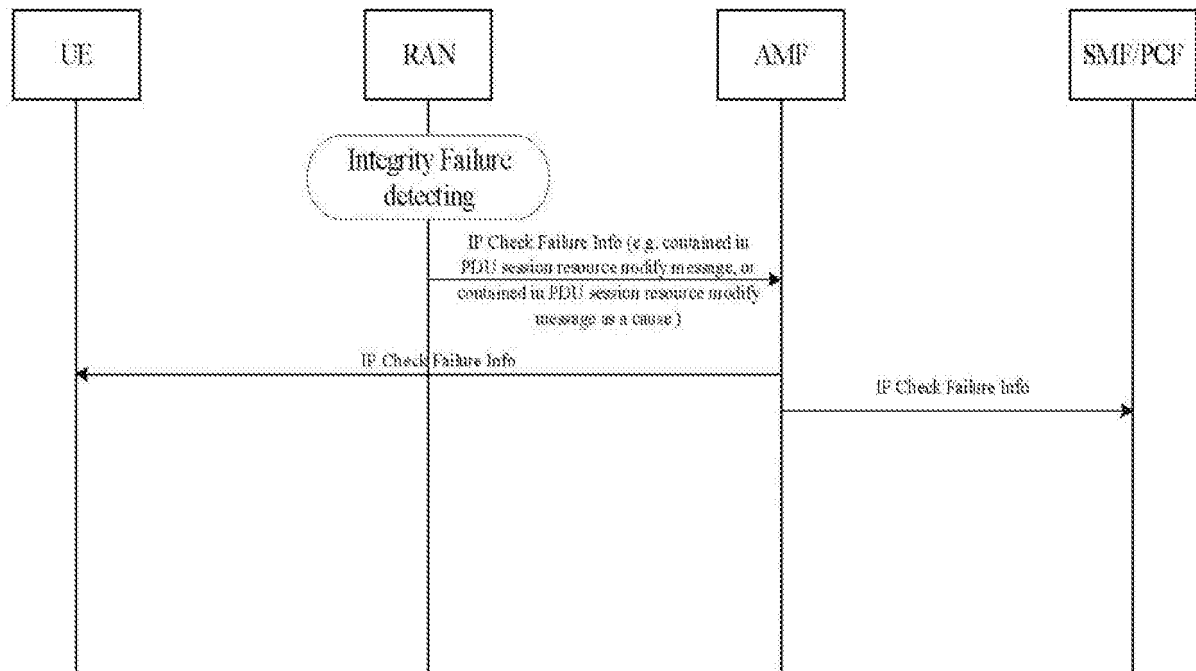 UE
RAN
AMF
SMF/PCF
Integrity Failure
detecting
IP Check Failure Info (e.g. contained in
PDU session resource nodify message, or
contained in PDU session resource modify
message as a cause )
IP Check Failure Info
IP Check Failure Info